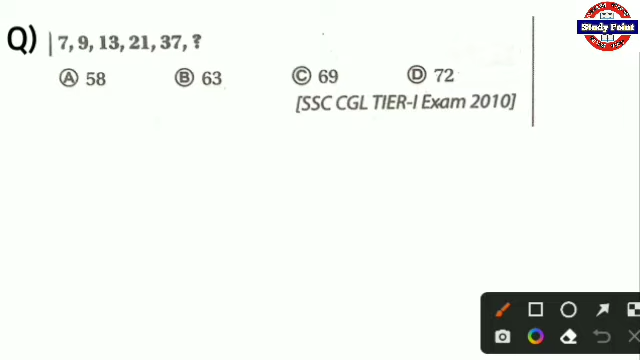 Study Point
Q) 7, 9, 13, 21, 37, ?
A 58 B 63 C 69 D 72
[SSC CGL TIER-I Exam 2010]